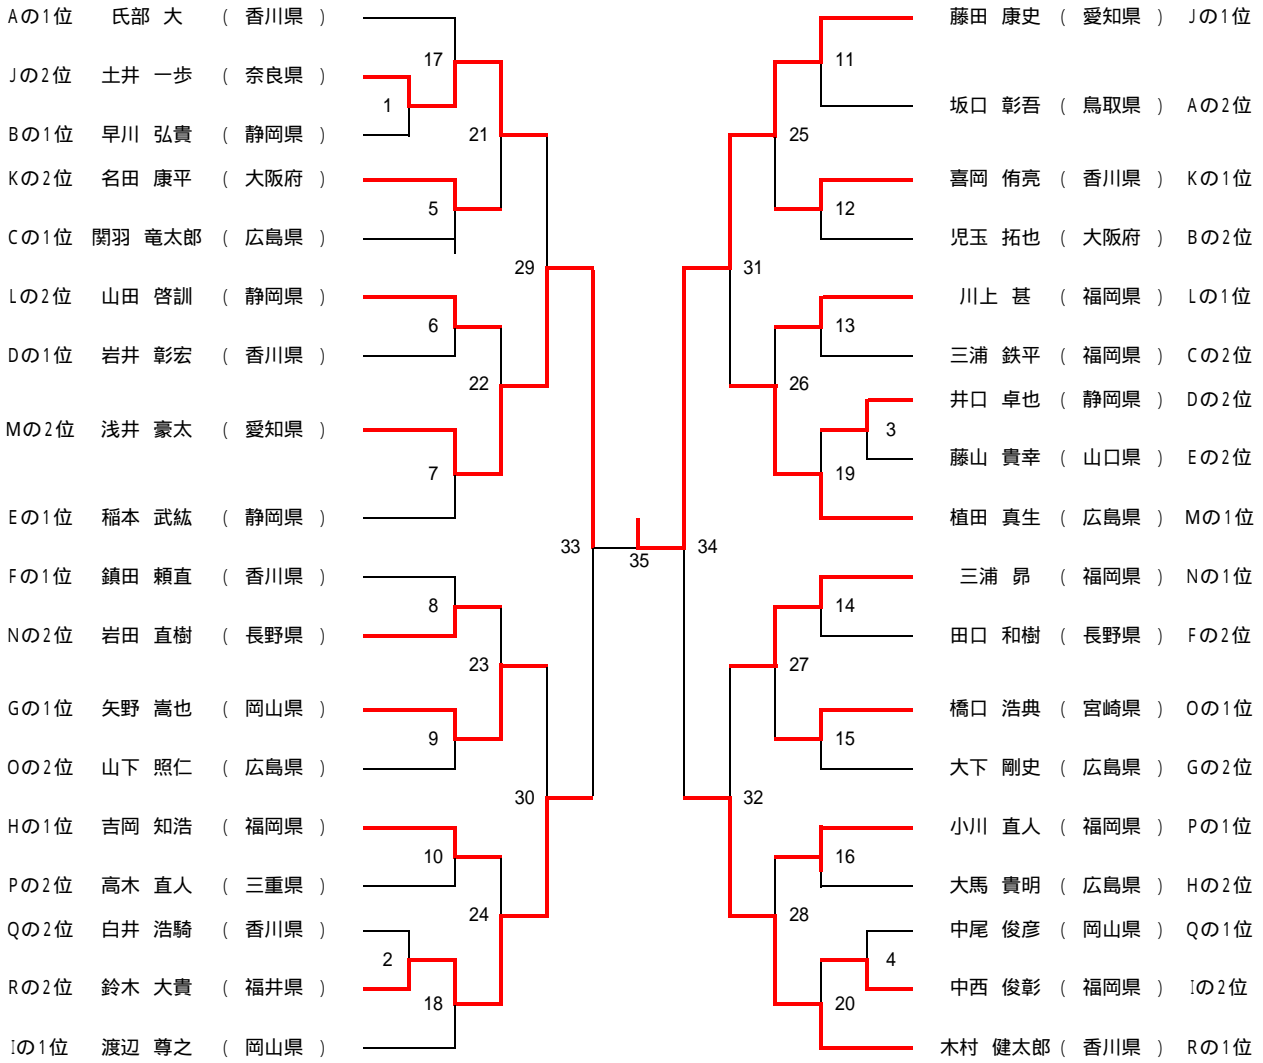 Aの1位 氏部 大 ( 香川県 )
17
Jの2位 土井 一歩 ( 奈良県 )
1
Bの1位 早川 弘貴 ( 静岡県 )
21
Kの2位 名田 康平 ( 大阪府 )
5
Cの1位 関羽 竜太郎 ( 広島県 )
29
Lの2位 山田 啓訓 ( 静岡県 )
6
Dの1位 岩井 彰宏 ( 香川県 )
22
Mの2位 浅井 豪太 ( 愛知県 )
7
Eの1位 稲本 武紘 ( 静岡県 )
33
Fの1位 鎮田 頼直 ( 香川県 )
8
Nの2位 岩田 直樹 ( 長野県 )
23
Gの1位 矢野 嵩也 ( 岡山県 )
9
Oの2位 山下 照仁 ( 広島県 )
30
Hの1位 吉岡 知浩 ( 福岡県 )
10
Pの2位 高木 直人 ( 三重県 )
24
Qの2位 白井 浩騎 ( 香川県 )
2
Rの2位 鈴木 大貴 ( 福井県 )
18
Iの1位 渡辺 尊之 ( 岡山県 )
35
藤田 康史 ( 愛知県 ) Jの1位
11
坂口 彰吾 ( 鳥取県 ) Aの2位
25
喜岡 侑亮 ( 香川県 ) Kの1位
12
児玉 拓也 ( 大阪府 ) Bの2位
31
川上 甚 ( 福岡県 ) Lの1位
13
三浦 鉄平 ( 福岡県 ) Cの2位
26
井口 卓也 ( 静岡県 ) Dの2位
3
藤山 貴幸 ( 山口県 ) Eの2位
19
植田 真生 ( 広島県 ) Mの1位
34
三浦 昴 ( 福岡県 ) Nの1位
14
田口 和樹 ( 長野県 ) Fの2位
27
橋口 浩典 ( 宮崎県 ) Oの1位
15
大下 剛史 ( 広島県 ) Gの2位
32
小川 直人 ( 福岡県 ) Pの1位
16
大馬 貴明 ( 広島県 ) Hの2位
28
中尾 俊彦 ( 岡山県 ) Qの1位
4
中西 俊彰 ( 福岡県 ) Iの2位
20
木村 健太郎 ( 香川県 ) Rの1位